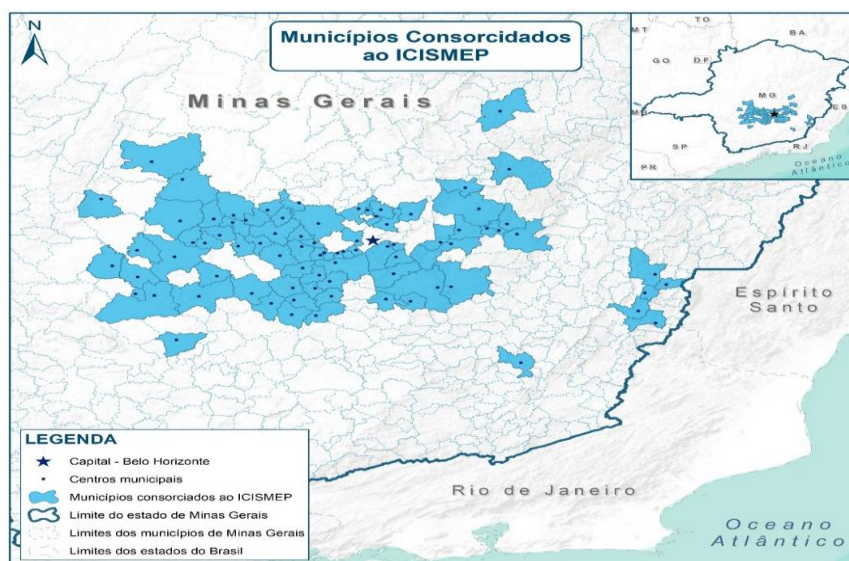 N
Municípios Consorcidados
ao ICISMEP
Minas Gerais
TO
BA
MT
GO
DF
MG
ES
MS
SP
RJ
PR
Oceano
Atlântico
Espírito
Santo
Rio de Janeiro
Oceano
Atlântico
LEGENDA
Capital - Belo Horizonte
Centros municipais
Municípios consorciados ao ICISMEP
Limite do estado de Minas Gerais
Limites dos municípios de Minas Gerais
Limites dos estados do Brasil